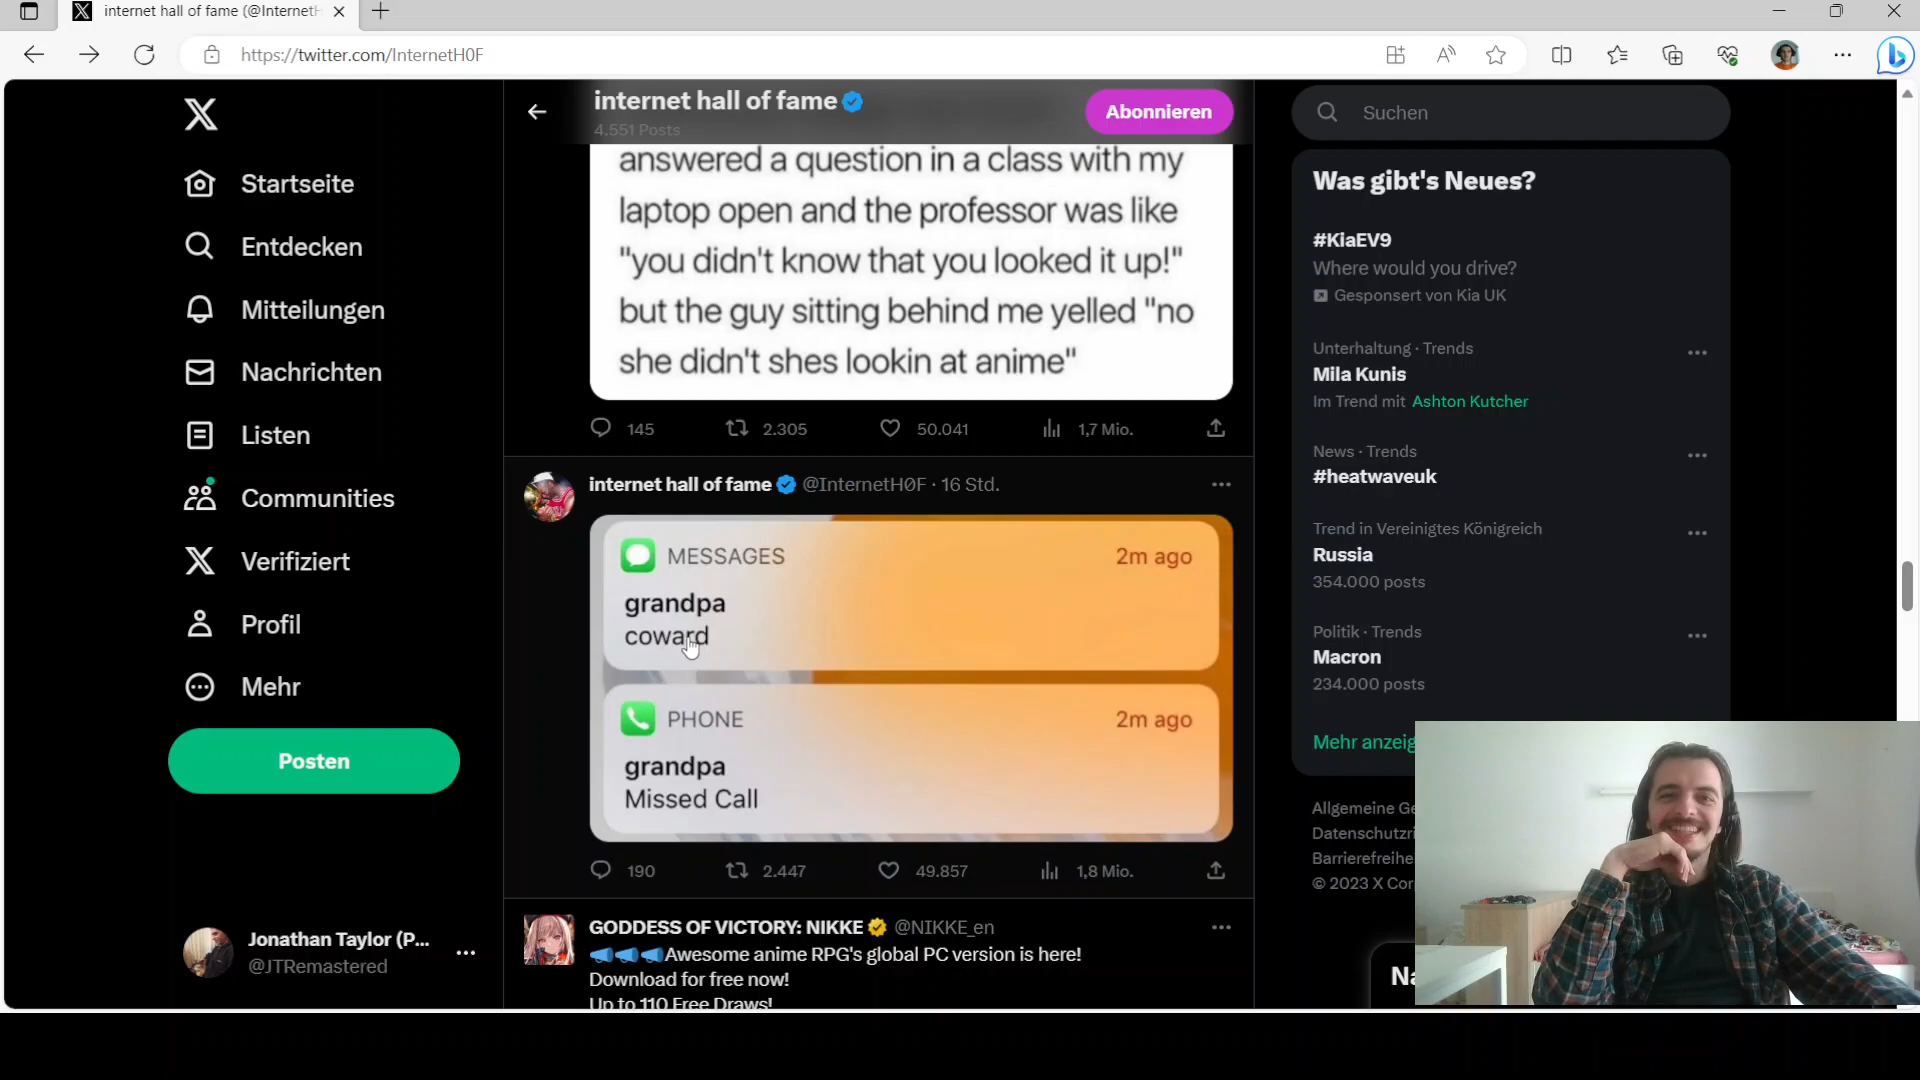 internet hall of fame (@InternetH
https://twitter.com/InternetH0F
internet hall of fame
4.551 Posts
Abonnieren
Startseite
Entdecken
Mitteilungen
Nachrichten
Listen
Communities
Verifiziert
Profil
Mehr
Posten
Jonathan Taylor (P...
@JTRemastered
answered a question in a class with my
laptop open and the professor was like
"you didn't know that you looked it up!"
but the guy sitting behind me yelled "no
she didn't shes lookin at anime"
145 2.305 50.041 1,7 Mio.
internet hall of fame @InternetH0F · 16 Std.
MESSAGES 2m ago
grandpa
coward
PHONE 2m ago
grandpa
Missed Call
190 2.447 49.857 1,8 Mio.
GODDESS OF VICTORY: NIKKE @NIKKE_en
Awesome anime RPG's global PC version is here!
Download for free now!
Up to 110 Free Draws!
Suchen
Was gibt's Neues?
#KiaEV9
Where would you drive?
Gesponsert von Kia UK
Unterhaltung · Trends
Mila Kunis
Im Trend mit Ashton Kutcher
News · Trends
#heatwaveuk
Trend in Vereinigtes Königreich
Russia
354.000 posts
Politik · Trends
Macron
234.000 posts
Mehr anzeig
Allgemeine Ge
Datenschutzri
Barrierefreihe
© 2023 X Cor
Na